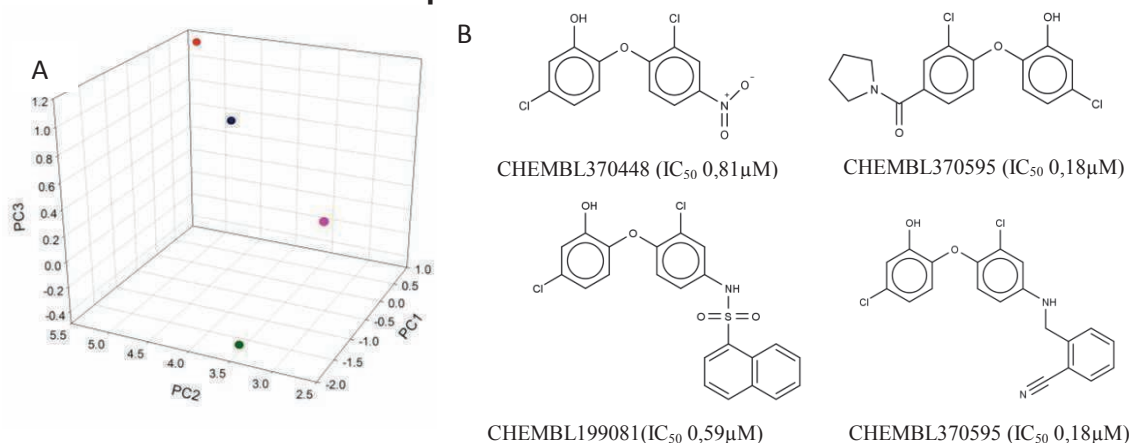 A
PC3
1.2
1.0
0.8
0.6
0.4
0.2
0.0
-0.2
-0.4
5.5
5.0
4.5
4.0
3.5
3.0
2.5
PC2
-2.0
-1.5
-1.0
-0.5
0.0
0.5
1.0
PC1
B
OH
O
Cl
Cl
N+
O-
O
CHEMBL370448 (IC50 0,81µM)
Cl
O
OH
N
O
Cl
CHEMBL370595 (IC50 0,18µM)
OH
O
Cl
Cl
NH
O
S
O
CHEMBL199081(IC50 0,59µM)
OH
O
Cl
Cl
NH
N
CHEMBL370595 (IC50 0,18µM)